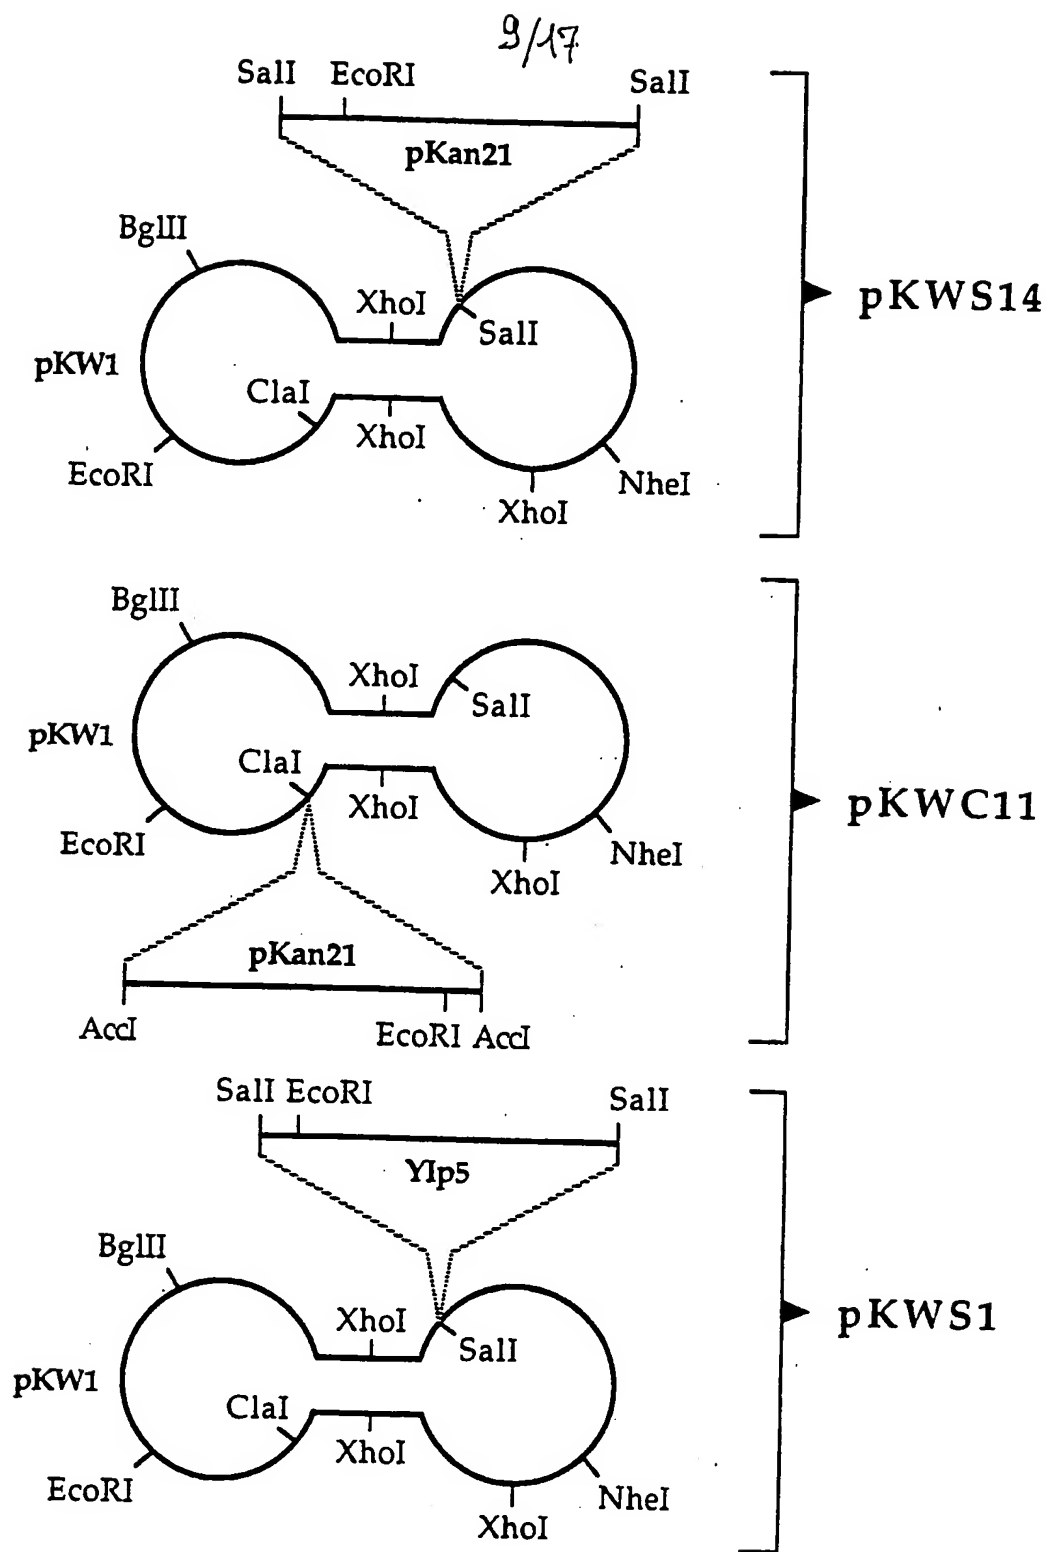 9/17
SalI EcoRI SalI
pKan21
BglII
XhoI
SalI
pKW1
ClaI
XhoI
EcoRI
NheI
XhoI
pKWS14
BglII
XhoI
SalI
pKW1
ClaI
XhoI
EcoRI
NheI
XhoI
pKan21
AccI EcoRI AccI
pKWC11
SalI EcoRI SalI
YIp5
BglII
XhoI
SalI
pKW1
ClaI
XhoI
EcoRI
NheI
XhoI
pKWS1